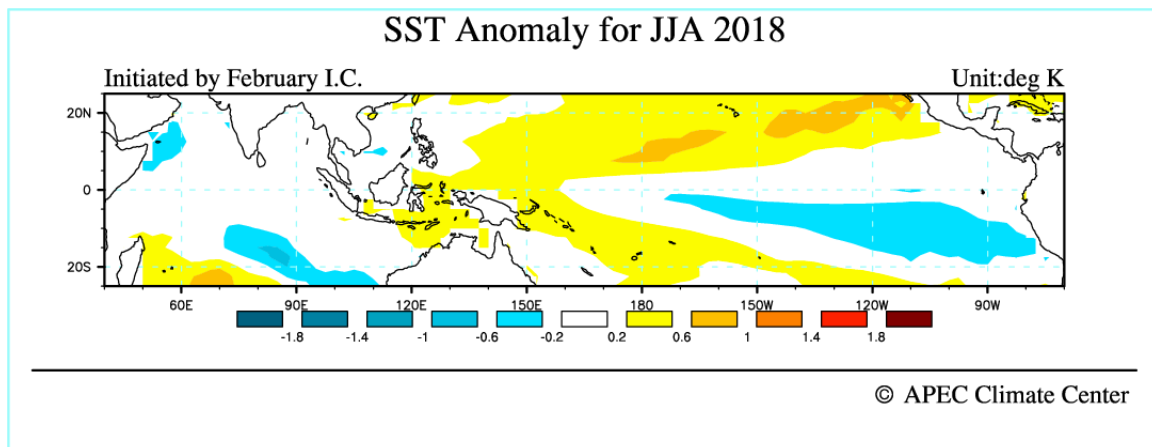 SST Anomaly for JJA 2018
Initiated by February I.C. Unit:deg K
20N
0
20S
60E 90E 120E 150E 180 150W 120W 90W
-1.8 -1.4 -1 -0.6 -0.2 0.2 0.6 1 1.4 1.8
© APEC Climate Center